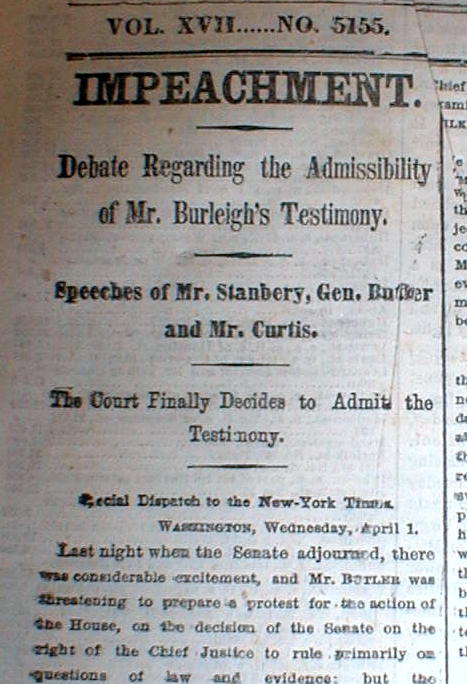 VOL. XVII......NO. 5155.
IMPEACHMENT.
Debate Regarding the Admissibility
of Mr. Burleigh's Testimony.
Speeches of Mr. Stanbery, Gen. Butler
and Mr. Curtis.
The Court Finally Decides to Admit the
Testimony.
Special Dispatch to the New-York Times.
WASHINGTON, Wednesday, April 1.
Last night when the Senate adjourned, there
was considerable excitement, and Mr. BUTLER was
threatening to prepare a protest for the action of
the House, on the decision of the Senate on the
right of the Chief Justice to rule primarily on
questions of law and evidence; but the